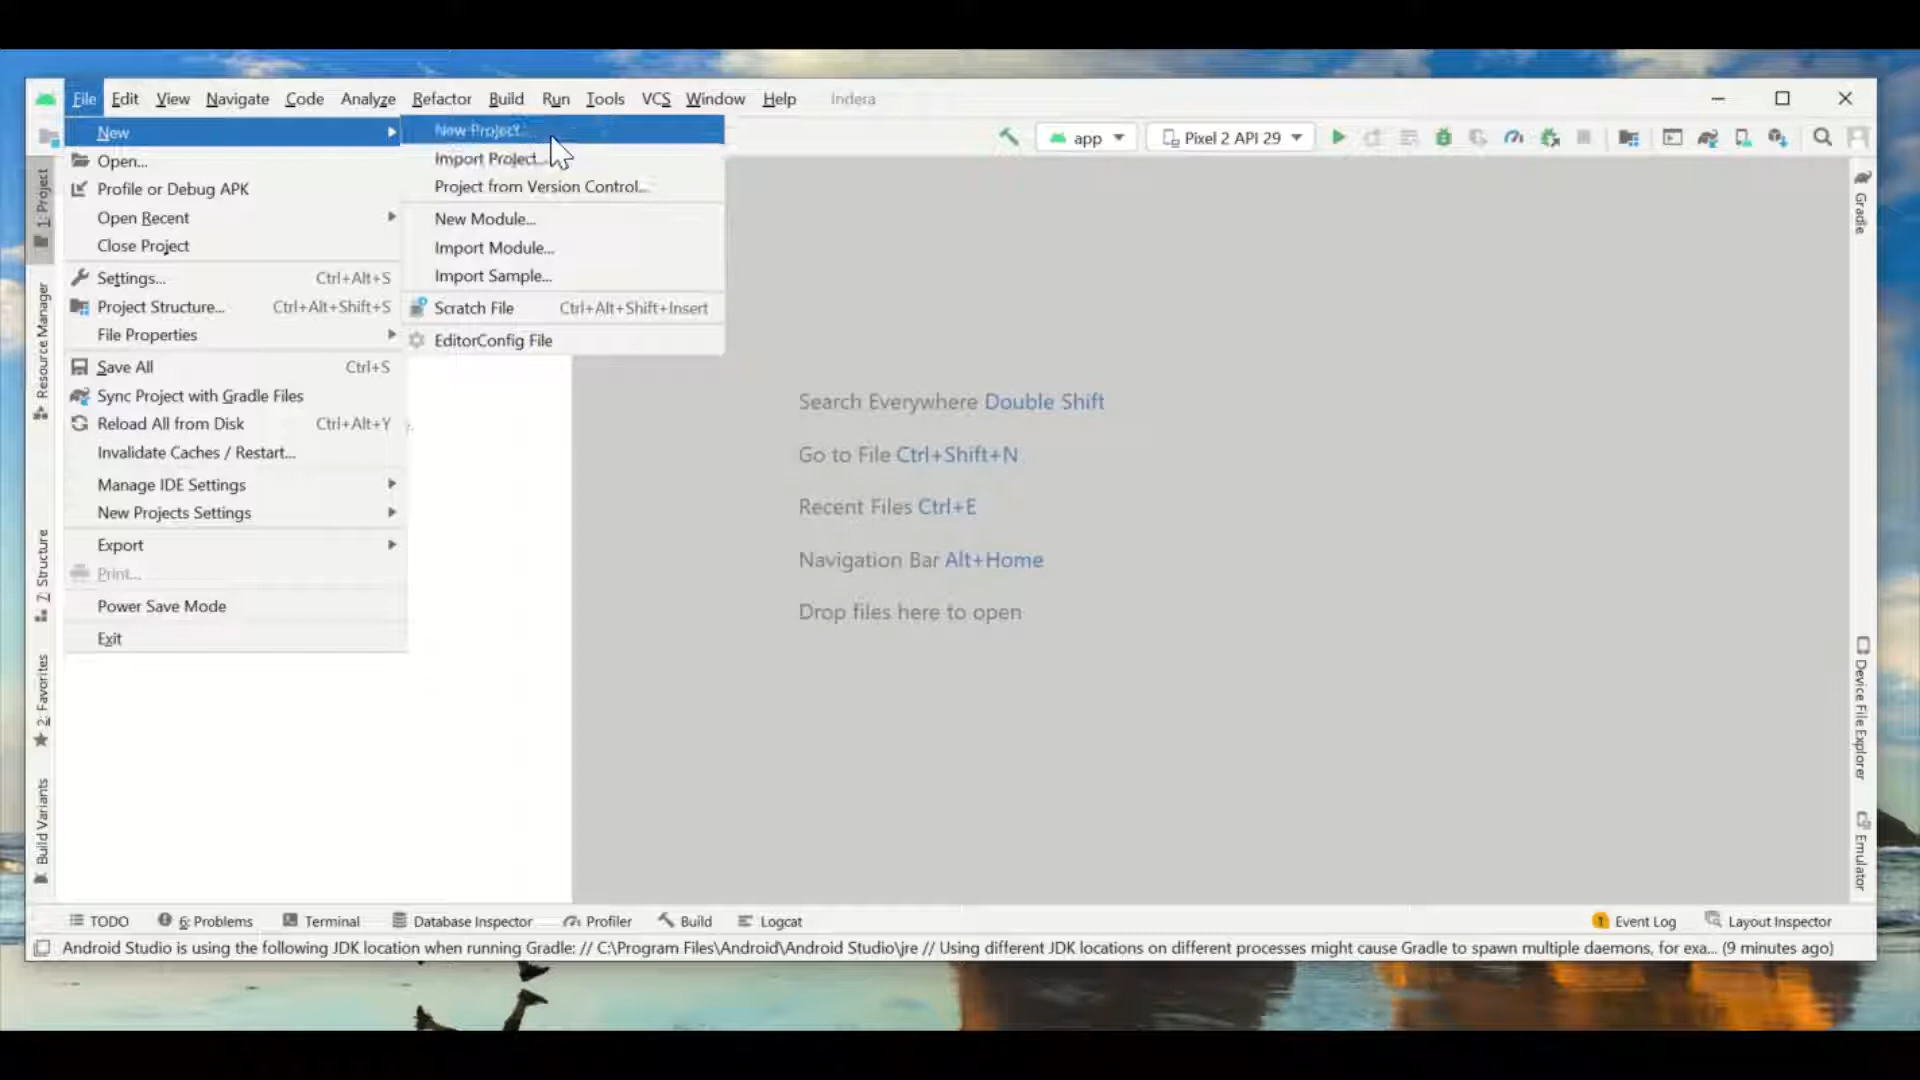 File Edit View Navigate Code Analyze Refactor Build Run Tools VCS Window Help Indera
app Pixel 2 API 29
New
Open...
Profile or Debug APK
Open Recent
Close Project
Settings... Ctrl+Alt+S
Project Structure... Ctrl+Alt+Shift+S
File Properties
Save All Ctrl+S
Sync Project with Gradle Files
Reload All from Disk Ctrl+Alt+Y
Invalidate Caches / Restart...
Manage IDE Settings
New Projects Settings
Export
Print...
Power Save Mode
Exit
New Project...
Import Project...
Project from Version Control...
New Module...
Import Module...
Import Sample...
Scratch File Ctrl+Alt+Shift+Insert
EditorConfig File
1: Project
Resource Manager
7: Structure
2: Favorites
Build Variants
Search Everywhere Double Shift
Go to File Ctrl+Shift+N
Recent Files Ctrl+E
Navigation Bar Alt+Home
Drop files here to open
Gradle
Device File Explorer
Emulator
TODO 6: Problems Terminal Database Inspector Profiler Build Logcat 1 Event Log Layout Inspector
Android Studio is using the following JDK location when running Gradle: // C:\Program Files\Android\Android Studio\jre // Using different JDK locations on different processes might cause Gradle to spawn multiple daemons, for exa... (9 minutes ago)